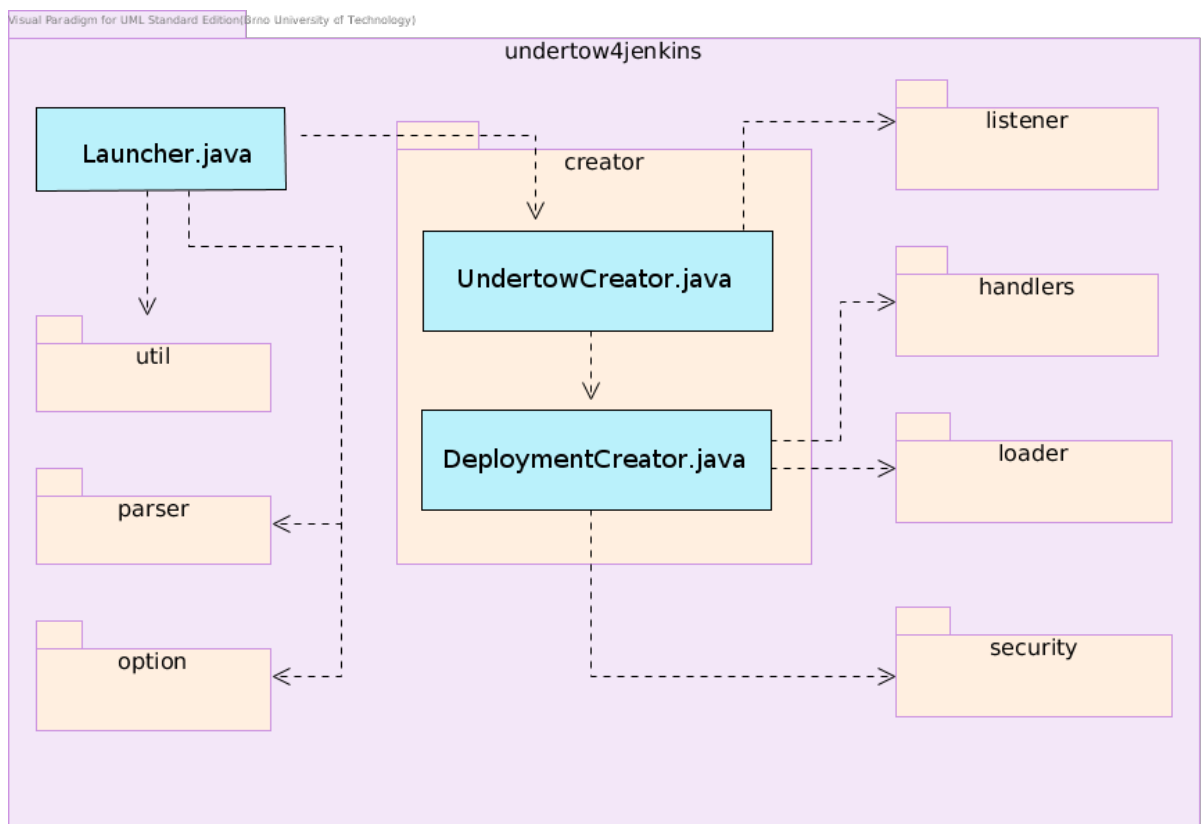 Visual Paradigm for UML Standard Edition(Brno University of Technology)
undertow4jenkins
Launcher.java
creator
listener
UndertowCreator.java
handlers
util
DeploymentCreator.java
loader
parser
option
security